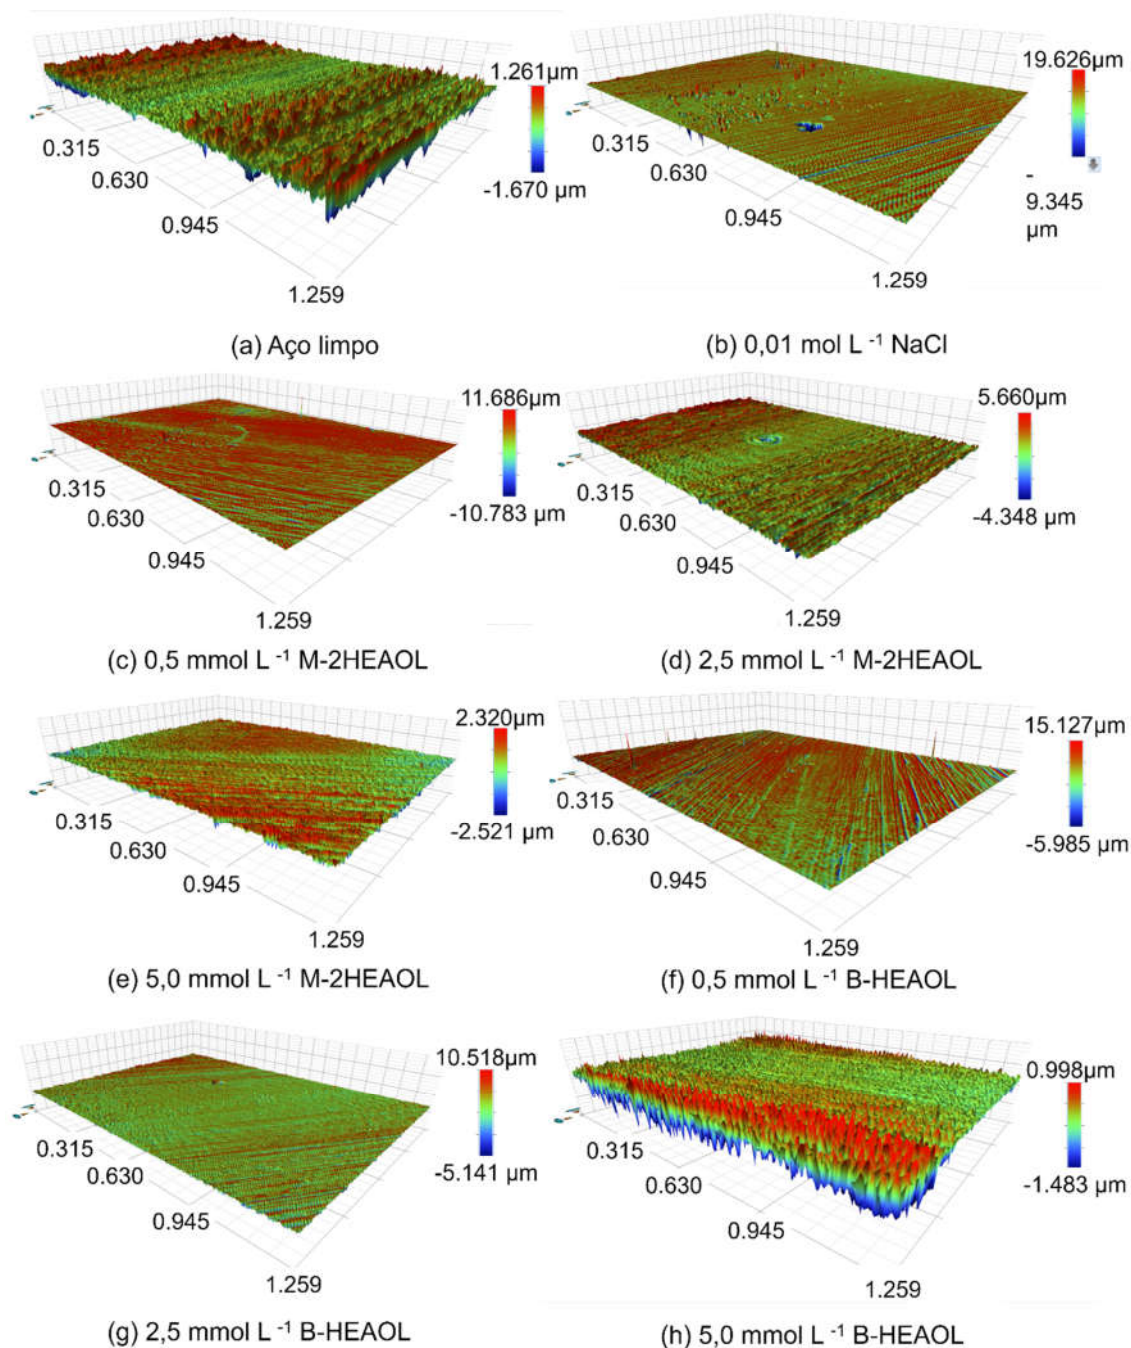 1.261µm
-1.670 µm
0.315
0.630
0.945
1.259
(a) Aço limpo
19.626µm
-
9.345
µm
0.315
0.630
0.945
1.259
(b) 0,01 mol L ⁻¹ NaCl
11.686µm
-10.783 µm
0.315
0.630
0.945
1.259
(c) 0,5 mmol L ⁻¹ M-2HEAOL
5.660µm
-4.348 µm
0.315
0.630
0.945
1.259
(d) 2,5 mmol L ⁻¹ M-2HEAOL
2.320µm
-2.521 µm
0.315
0.630
0.945
1.259
(e) 5,0 mmol L ⁻¹ M-2HEAOL
15.127µm
-5.985 µm
0.315
0.630
0.945
1.259
(f) 0,5 mmol L ⁻¹ B-HEAOL
10.518µm
-5.141 µm
0.315
0.630
0.945
1.259
(g) 2,5 mmol L ⁻¹ B-HEAOL
0.998µm
-1.483 µm
0.315
0.630
0.945
1.259
(h) 5,0 mmol L ⁻¹ B-HEAOL